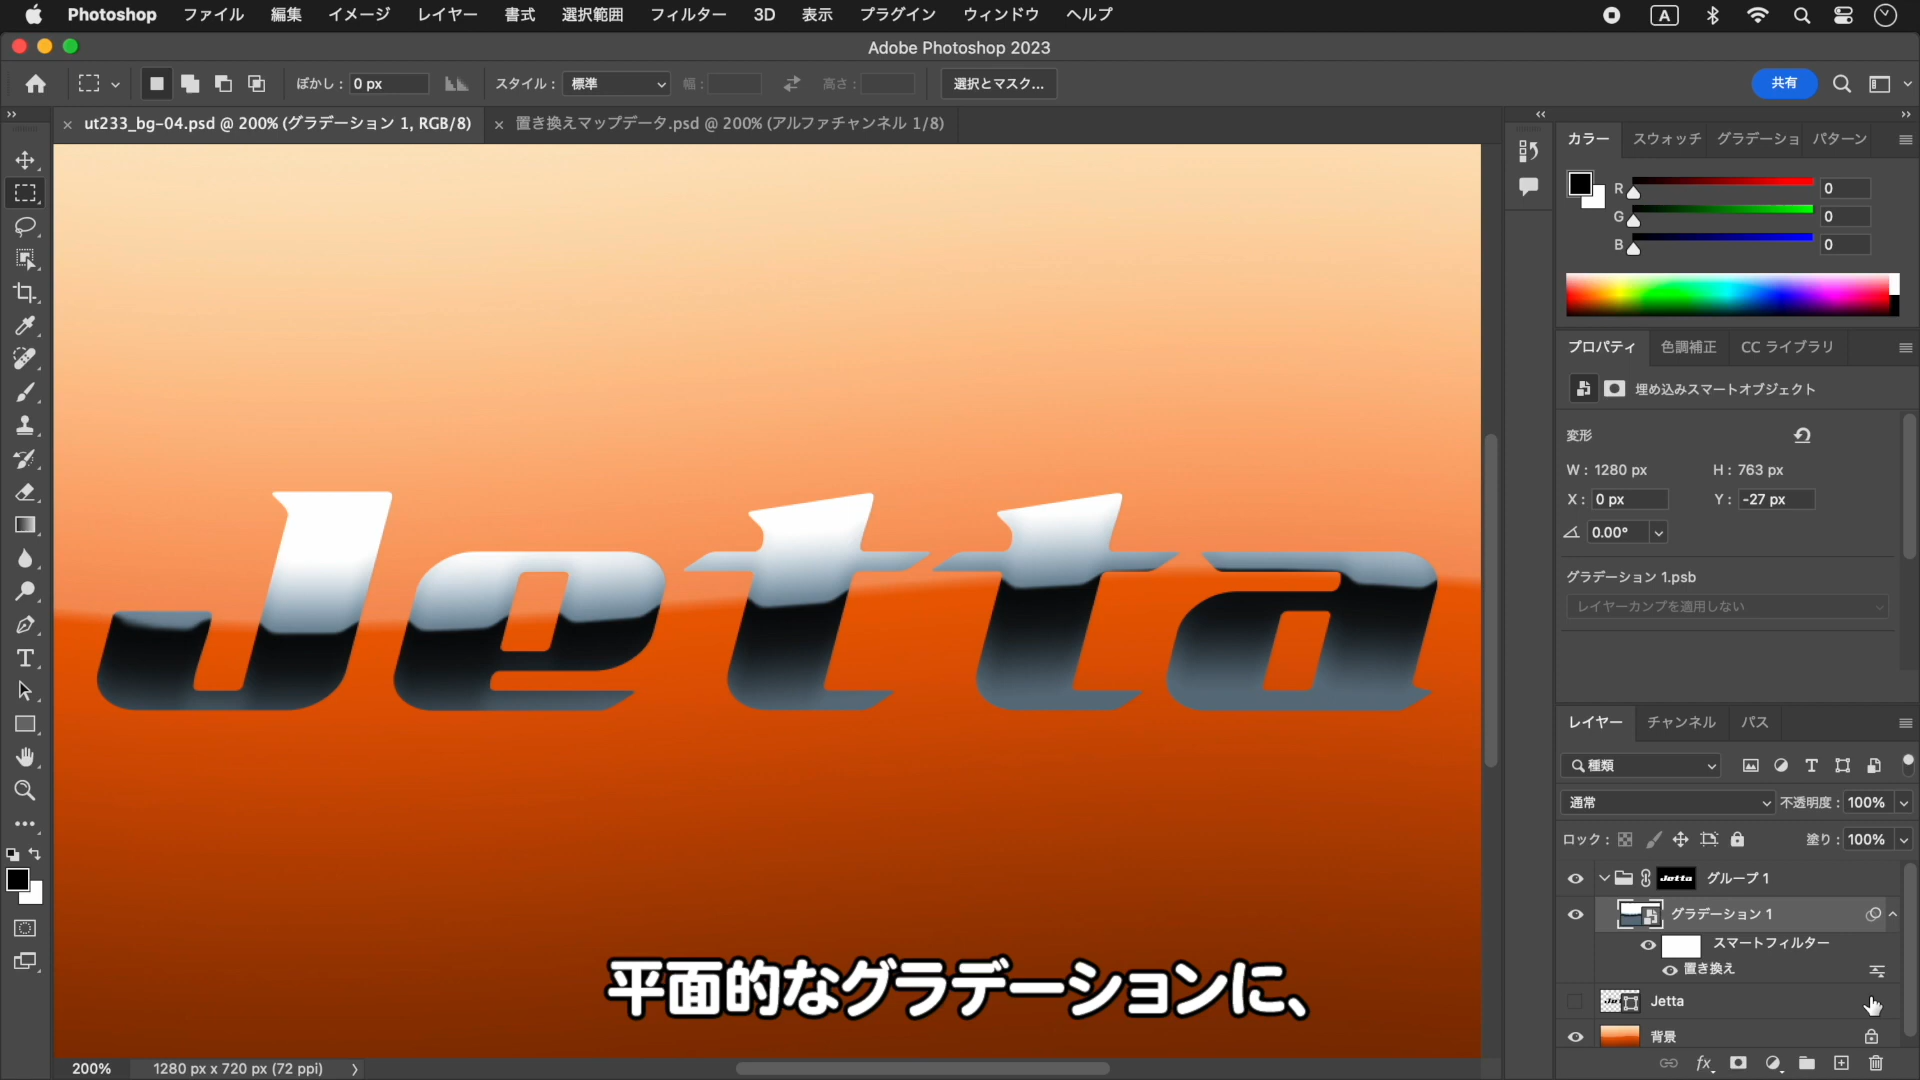 Photoshop ファイル 編集 イメージ レイヤー 書式 選択範囲 フィルター 3D 表示 プラグイン ウィンドウ ヘルプ A
Adobe Photoshop 2023
ぼかし : 0 px スタイル : 標準 幅 : 高さ : 選択とマスク... 共有
ut233_bg-04.psd @ 200% (グラデーション 1, RGB/8) 置き換えマップデータ.psd @ 200% (アルファチャンネル 1/8)
カラー スウォッチ グラデーショ パターン
R 0
G 0
B 0
プロパティ 色調補正 CC ライブラリ
埋め込みスマートオブジェクト
変形
W : 1280 px H : 763 px
X : 0 px Y : -27 px
0.00°
グラデーション 1.psb
レイヤーカンプを適用しない
Jetta
レイヤー チャンネル パス
種類
通常 不透明度 : 100%
ロック : 塗り : 100%
Jetta グループ 1
グラデーション 1
スマートフィルター
置き換え
Jetta
背景
fx
平面的なグラデーションに、
200% 1280 px x 720 px (72 ppi)